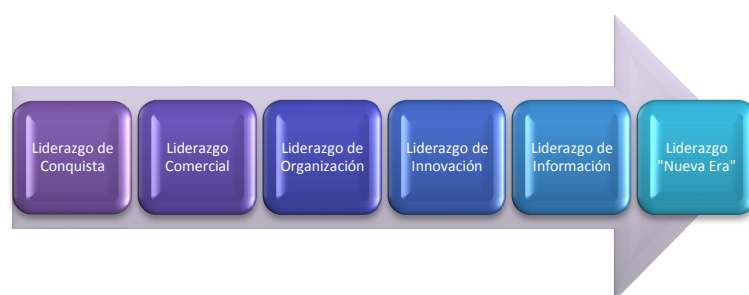 Liderazgo de
Conquista
Liderazgo
Comercial
Liderazgo de
Organización
Liderazgo de
Innovación
Liderazgo de
Información
Liderazgo
"Nueva Era"